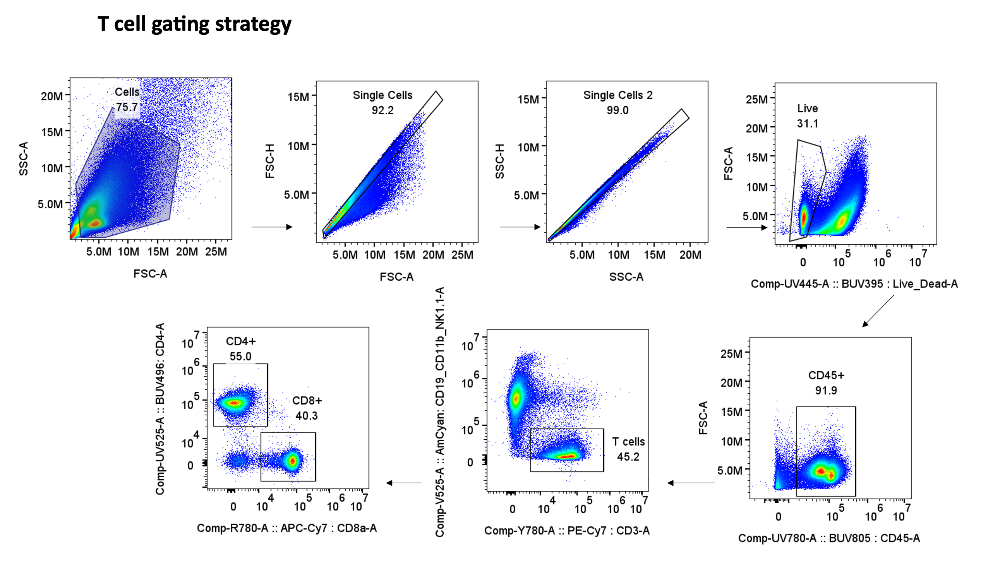 T cell gating strategy
Cells
75.7
SSC-A
20M
15M
10M
5.0M
5.0M 10M 15M 20M 25M
FSC-A
Single Cells
92.2
FSC-H
15M
10M
5.0M
5.0M 10M 15M 20M 25M
FSC-A
Single Cells 2
99.0
SSC-H
15M
10M
5.0M
5.0M 10M 15M 20M
SSC-A
Live
31.1
FSC-A
25M
20M
15M
10M
5.0M
0 10^5 10^6 10^7
Comp-UV445-A :: BUV395 : Live_Dead-A
CD45+
91.9
FSC-A
25M
20M
15M
10M
5.0M
0 10^5 10^6 10^7
Comp-UV780-A :: BUV805 : CD45-A
T cells
45.2
Comp-V525-A :: AmCyan: CD19_CD11b_NK1.1-A
10^7
10^6
10^5
0
0 10^4 10^5 10^6 10^7
Comp-Y780-A :: PE-Cy7 : CD3-A
CD4+
55.0
CD8+
40.3
Comp-UV525-A :: BUV496: CD4-A
10^7
10^6
10^5
10^4
0
0 10^4 10^5 10^6 10^7
Comp-R780-A :: APC-Cy7 : CD8a-A